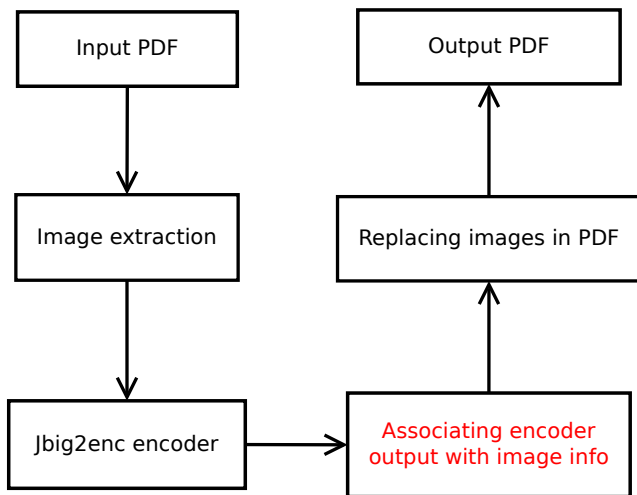 Input PDF
Output PDF
Image extraction
Replacing images in PDF
Jbig2enc encoder
Associating encoder
output with image info